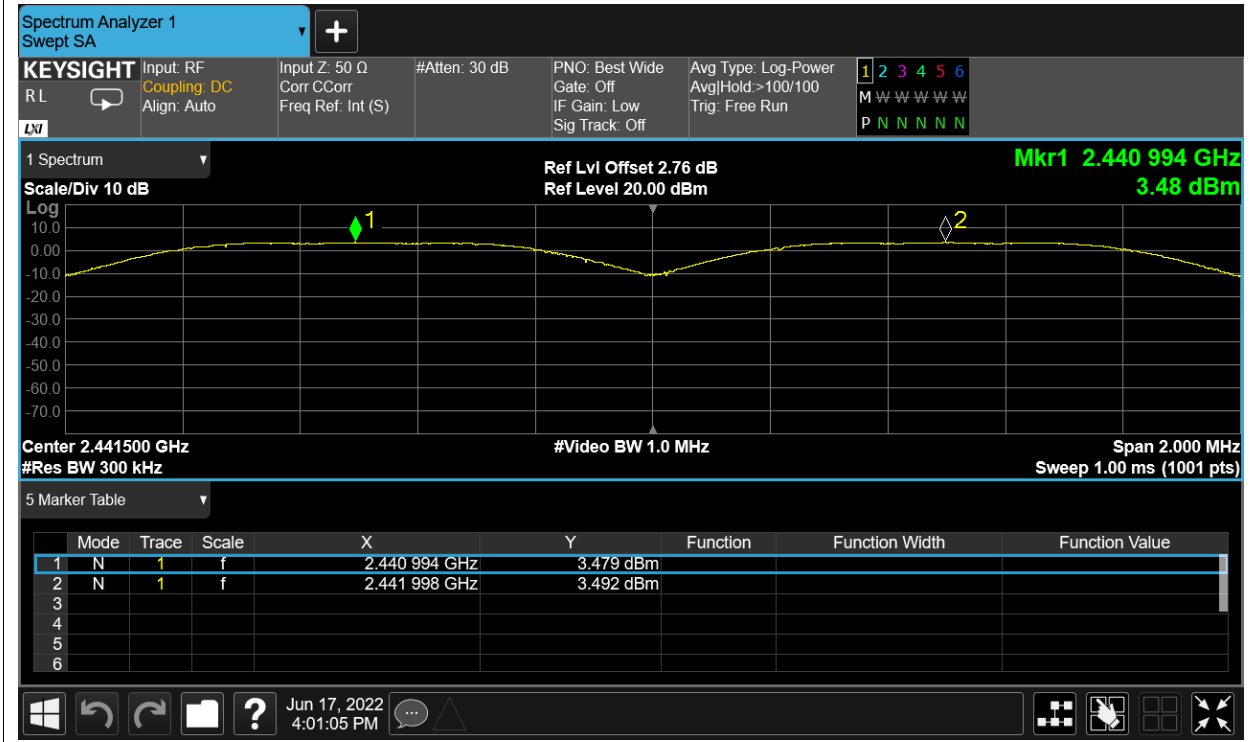 Spectrum Analyzer 1
Swept SA
KEYSIGHT
RL
LXI
Input: RF
Coupling: DC
Align: Auto
Input Z: 50 Ω
Corr CCorr
Freq Ref: Int (S)
#Atten: 30 dB
PNO: Best Wide
Gate: Off
IF Gain: Low
Sig Track: Off
Avg Type: Log-Power
Avg|Hold:>100/100
Trig: Free Run
1 2 3 4 5 6
M W W W W W
P N N N N N
1 Spectrum
Scale/Div 10 dB
Ref Lvl Offset 2.76 dB
Ref Level 20.00 dBm
Mkr1 2.440 994 GHz
3.48 dBm
Log
10.0
0.00
-10.0
-20.0
-30.0
-40.0
-50.0
-60.0
-70.0
1
2
Center 2.441500 GHz
#Res BW 300 kHz
#Video BW 1.0 MHz
Span 2.000 MHz
Sweep 1.00 ms (1001 pts)
5 Marker Table
Mode Trace Scale X Y Function Function Width Function Value
1 N 1 f 2.440 994 GHz 3.479 dBm
2 N 1 f 2.441 998 GHz 3.492 dBm
3
4
5
6
?
Jun 17, 2022
4:01:05 PM